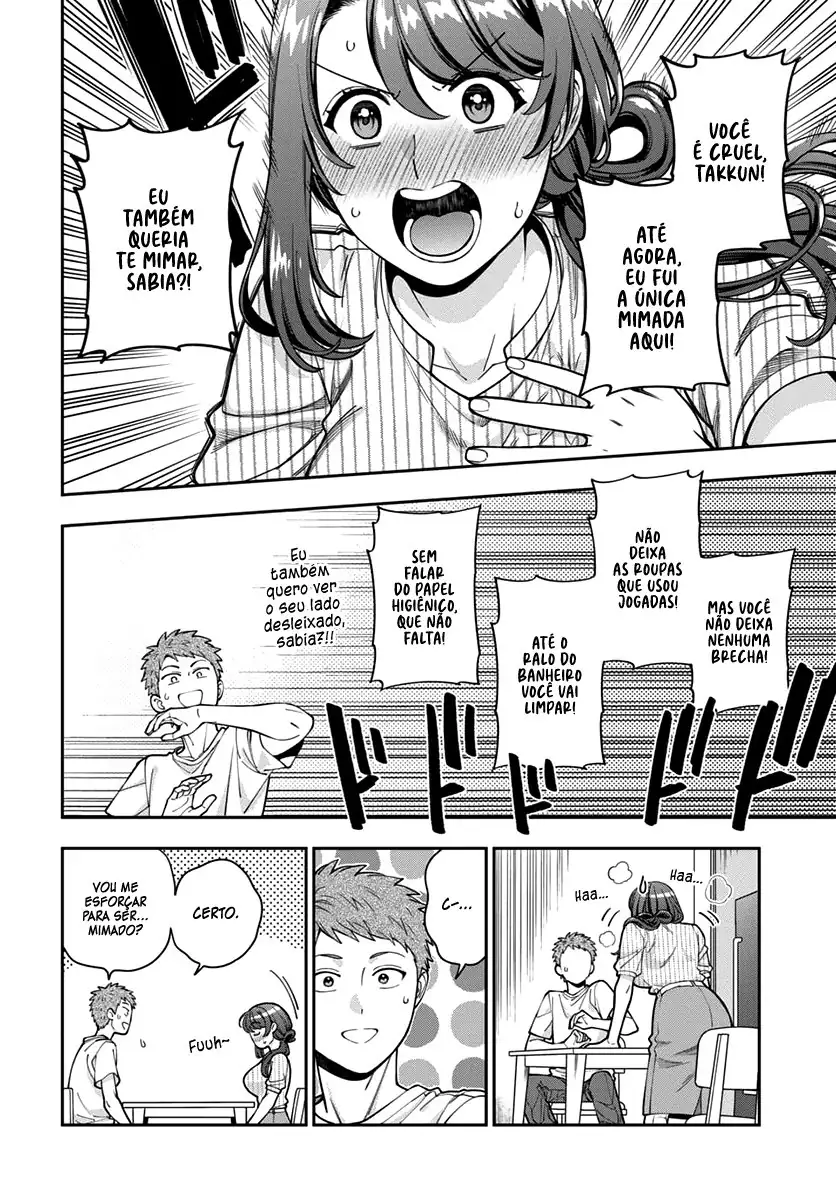 VOCÊ
É CRUEL,
TAKKUN!
ATÉ
AGORA,
EU FUI
A ÚNICA
MIMADA
AQUI!
EU
TAMBÉM
QUERIA
TE MIMAR,
SABIA?!
MAS VOCÊ
NÃO DEIXA
NENHUMA
BRECHA!
NÃO
DEIXA
AS ROUPAS
QUE USOU
JOGADAS!
ATÉ O
RALO DO
BANHEIRO
VOCÊ VAI
LIMPAR!
SEM
FALAR
DO PAPEL
HIGIÊNICO,
QUE NÃO
FALTA!
EU
também
quero ver
o seu lado
desleixado,
sabia?!!
ドドドド
Haa...
Haa...
C-...
CERTO.
VOU ME
ESFORÇAR
PARA SER...
MIMADO?
Fuuh~